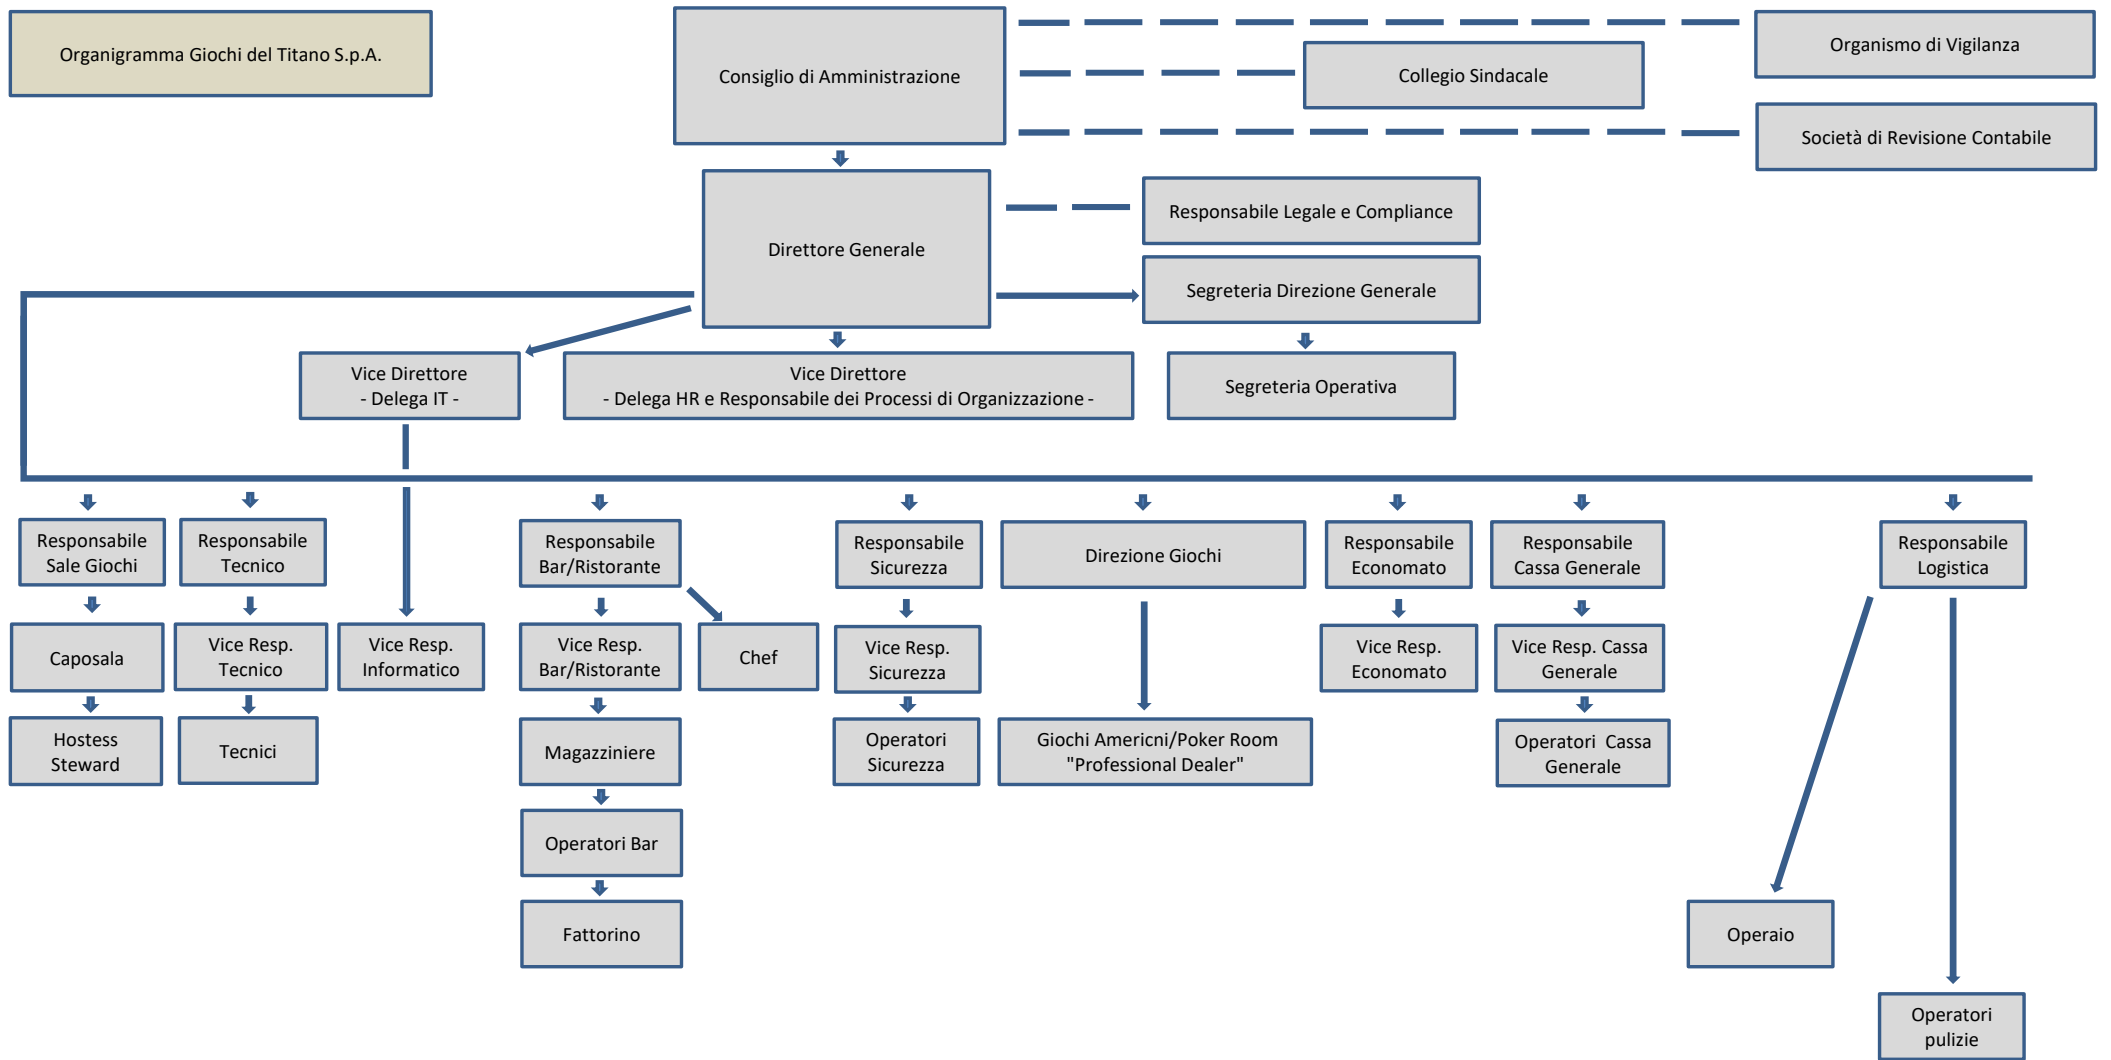 Organigramma Giochi del Titano S.p.A.
Consiglio di Amministrazione
Organismo di Vigilanza
Collegio Sindacale
Società di Revisione Contabile
Direttore Generale
Responsabile Legale e Compliance
Segreteria Direzione Generale
Vice Direttore
- Delega IT -
Vice Direttore
- Delega HR e Responsabile dei Processi di Organizzazione -
Segreteria Operativa
Responsabile
Sale Giochi
Responsabile
Tecnico
Responsabile
Bar/Ristorante
Responsabile
Sicurezza
Direzione Giochi
Responsabile
Economato
Responsabile
Cassa Generale
Responsabile
Logistica
Caposala
Vice Resp.
Tecnico
Vice Resp.
Informatico
Vice Resp.
Bar/Ristorante
Chef
Vice Resp.
Sicurezza
Vice Resp.
Economato
Vice Resp. Cassa
Generale
Hostess
Steward
Tecnici
Magazziniere
Operatori
Sicurezza
Giochi Americni/Poker Room
"Professional Dealer"
Operatori  Cassa
Generale
Operatori Bar
Fattorino
Operaio
Operatori
pulizie